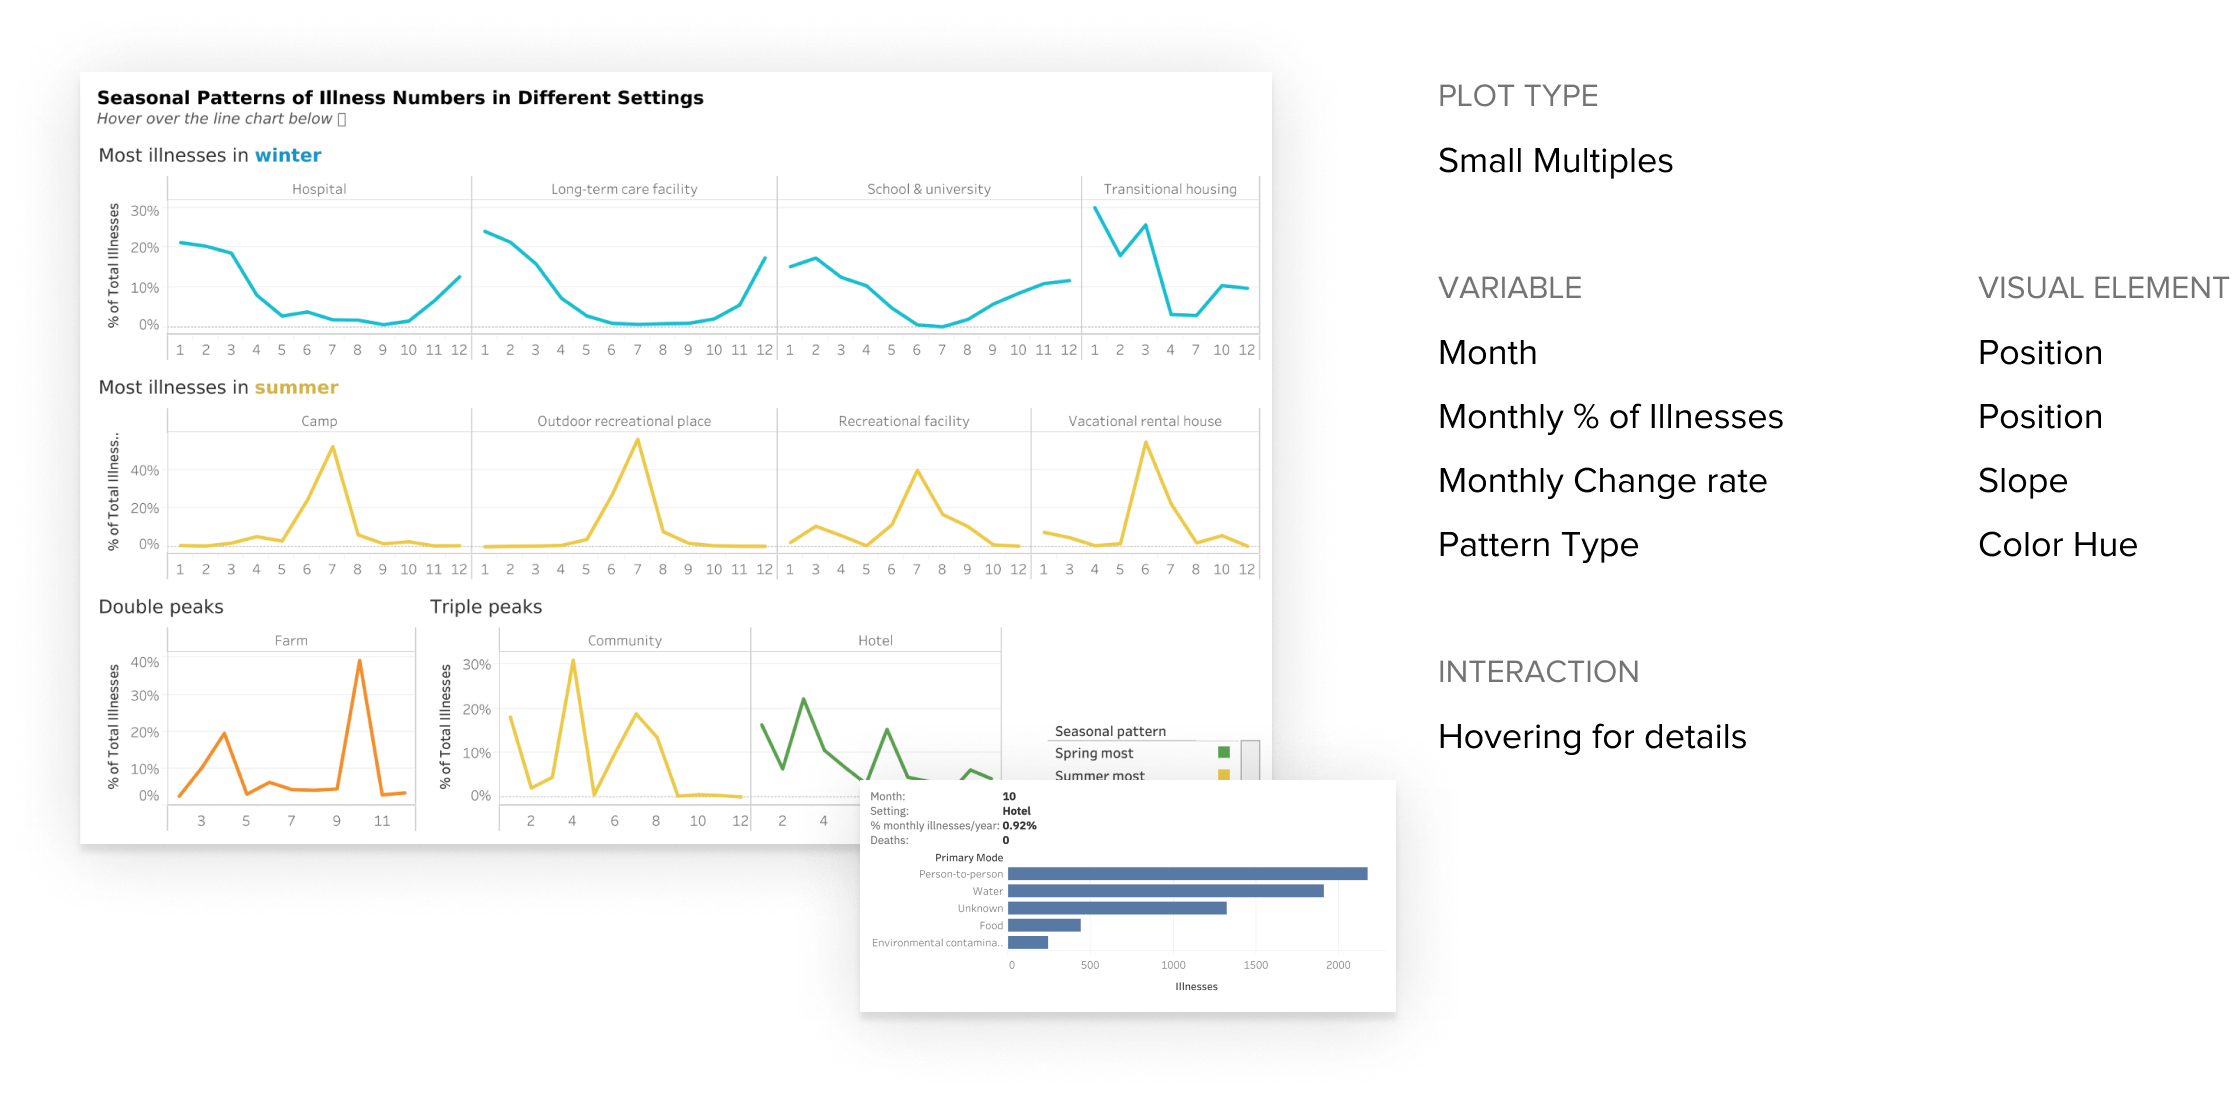 Seasonal Patterns of Illness Numbers in Different Settings
Hover over the line chart below
Most illnesses in winter
Hospital Long-term care facility School & university Transitional housing
% of Total Illnesses
30%
20%
10%
0%
1 2 3 4 5 6 7 8 9 10 11 12 1 2 3 4 5 6 7 8 9 10 11 12 1 2 3 4 5 6 7 8 9 10 11 12 1 2 3 4 7 10 12
Most illnesses in summer
Camp Outdoor recreational place Recreational facility Vacational rental house
% of Total Illness..
40%
20%
0%
1 2 3 4 5 6 7 8 9 10 11 12 1 2 3 4 5 6 7 8 9 10 11 12 1 3 4 5 6 7 8 9 10 12 1 3 4 5 6 7 8 10 12
Double peaks
Farm
% of Total Illnesses
40%
30%
20%
10%
0%
3 5 7 9 11
Triple peaks
Community Hotel
% of Total Illnesses
30%
20%
10%
0%
2 4 6 8 10 12 2 4
Seasonal pattern
Spring most
Summer most
Month: 10
Setting: Hotel
% monthly illnesses/year: 0.92%
Deaths: 0
Primary Mode
Person-to-person
Water
Unknown
Food
Environmental contamina..
0 500 1000 1500 2000
Illnesses
PLOT TYPE
Small Multiples
VARIABLE VISUAL ELEMENT
Month Position
Monthly % of Illnesses Position
Monthly Change rate Slope
Pattern Type Color Hue
INTERACTION
Hovering for details